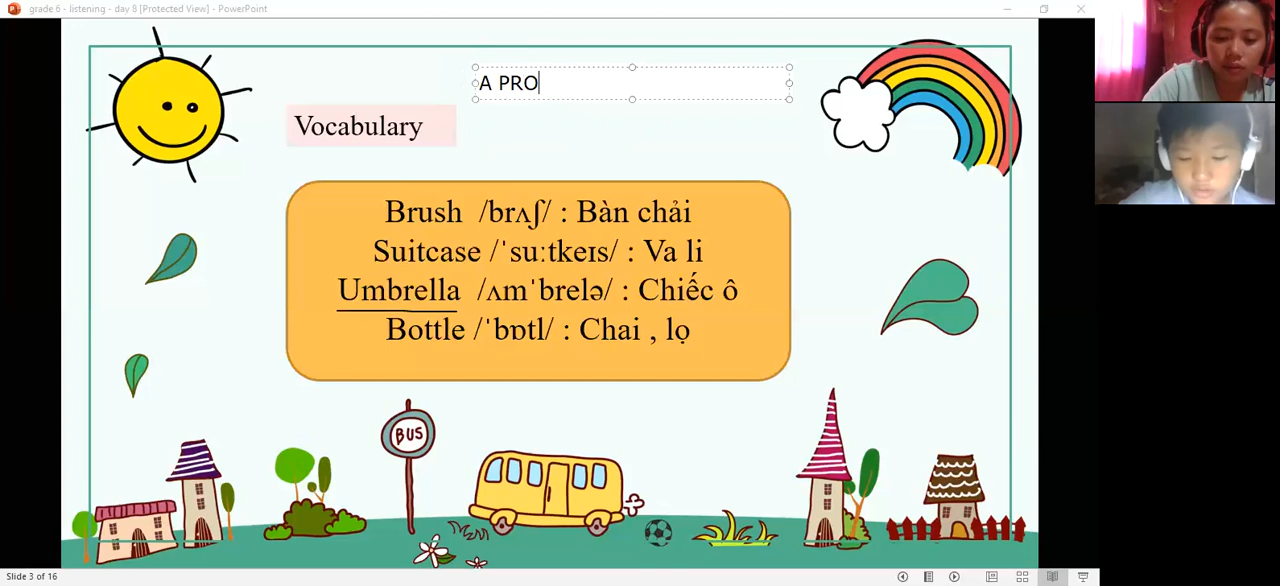 grade 6 - listening - day 8 [Protected View] - PowerPoint
A PRO
Vocabulary
Brush /brʌʃ/ : Bàn chải
Suitcase /ˈsuːtkeɪs/ : Va li
Umbrella /ʌmˈbrelə/ : Chiếc ô
Bottle /ˈbɒtl/ : Chai , lọ
BUS
Slide 3 of 16